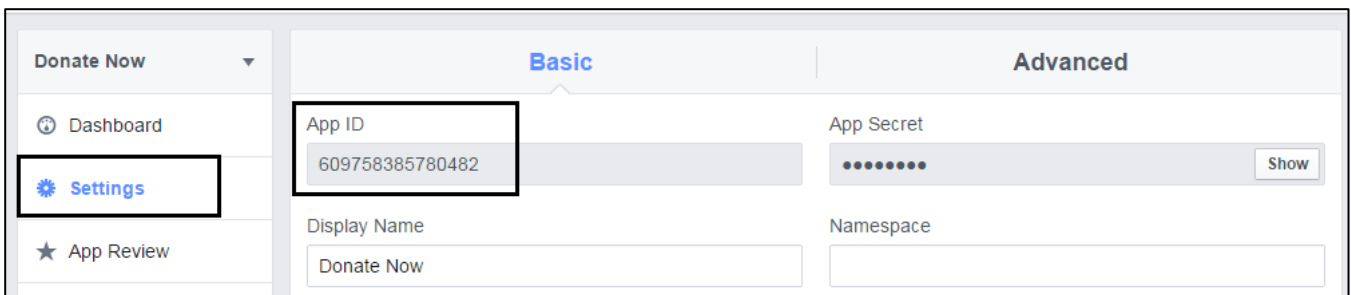 Donate Now
Basic
Advanced
Dashboard
Settings
App Review
App ID
App Secret
609758385780482
••••••••
Show
Display Name
Namespace
Donate Now